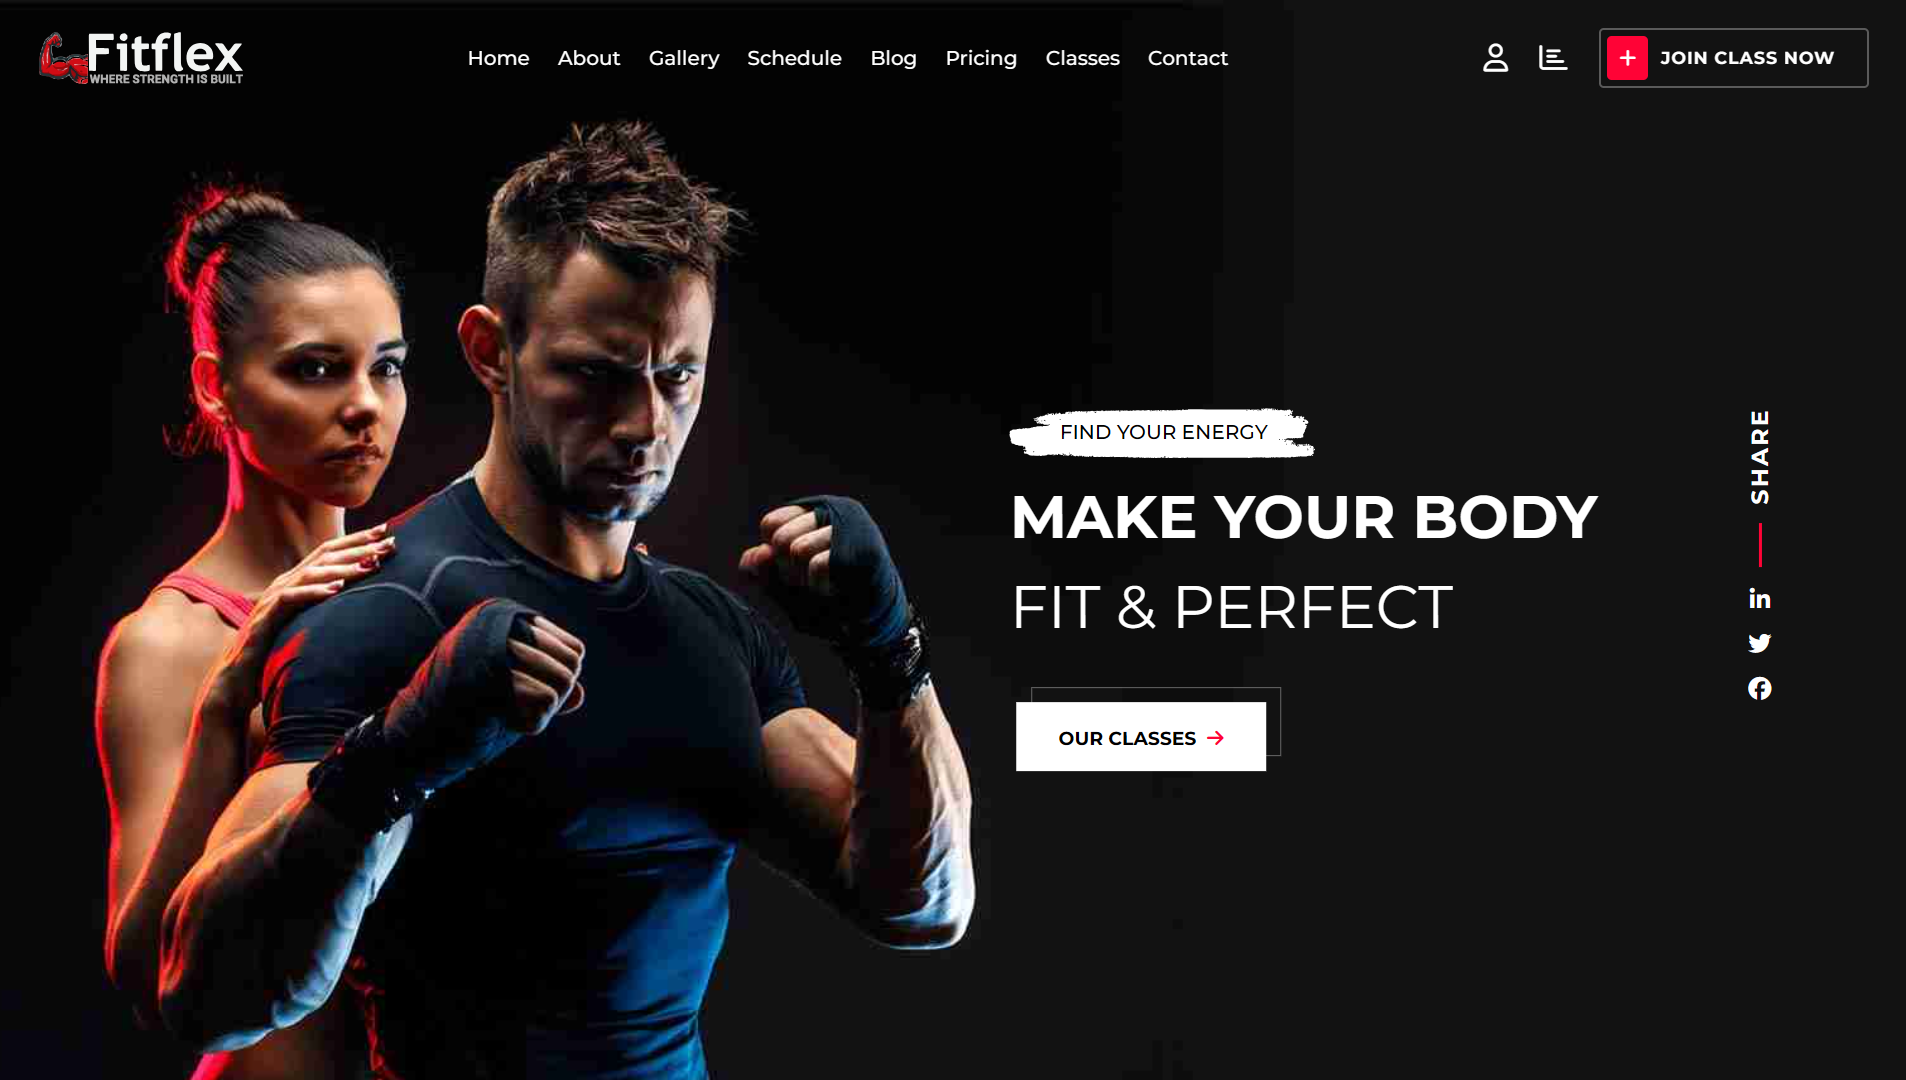 Fitflex
WHERE STRENGTH IS BUILT
Home About Gallery Schedule Blog Pricing Classes Contact
JOIN CLASS NOW
FIND YOUR ENERGY
MAKE YOUR BODY
FIT & PERFECT
OUR CLASSES
SHARE
in